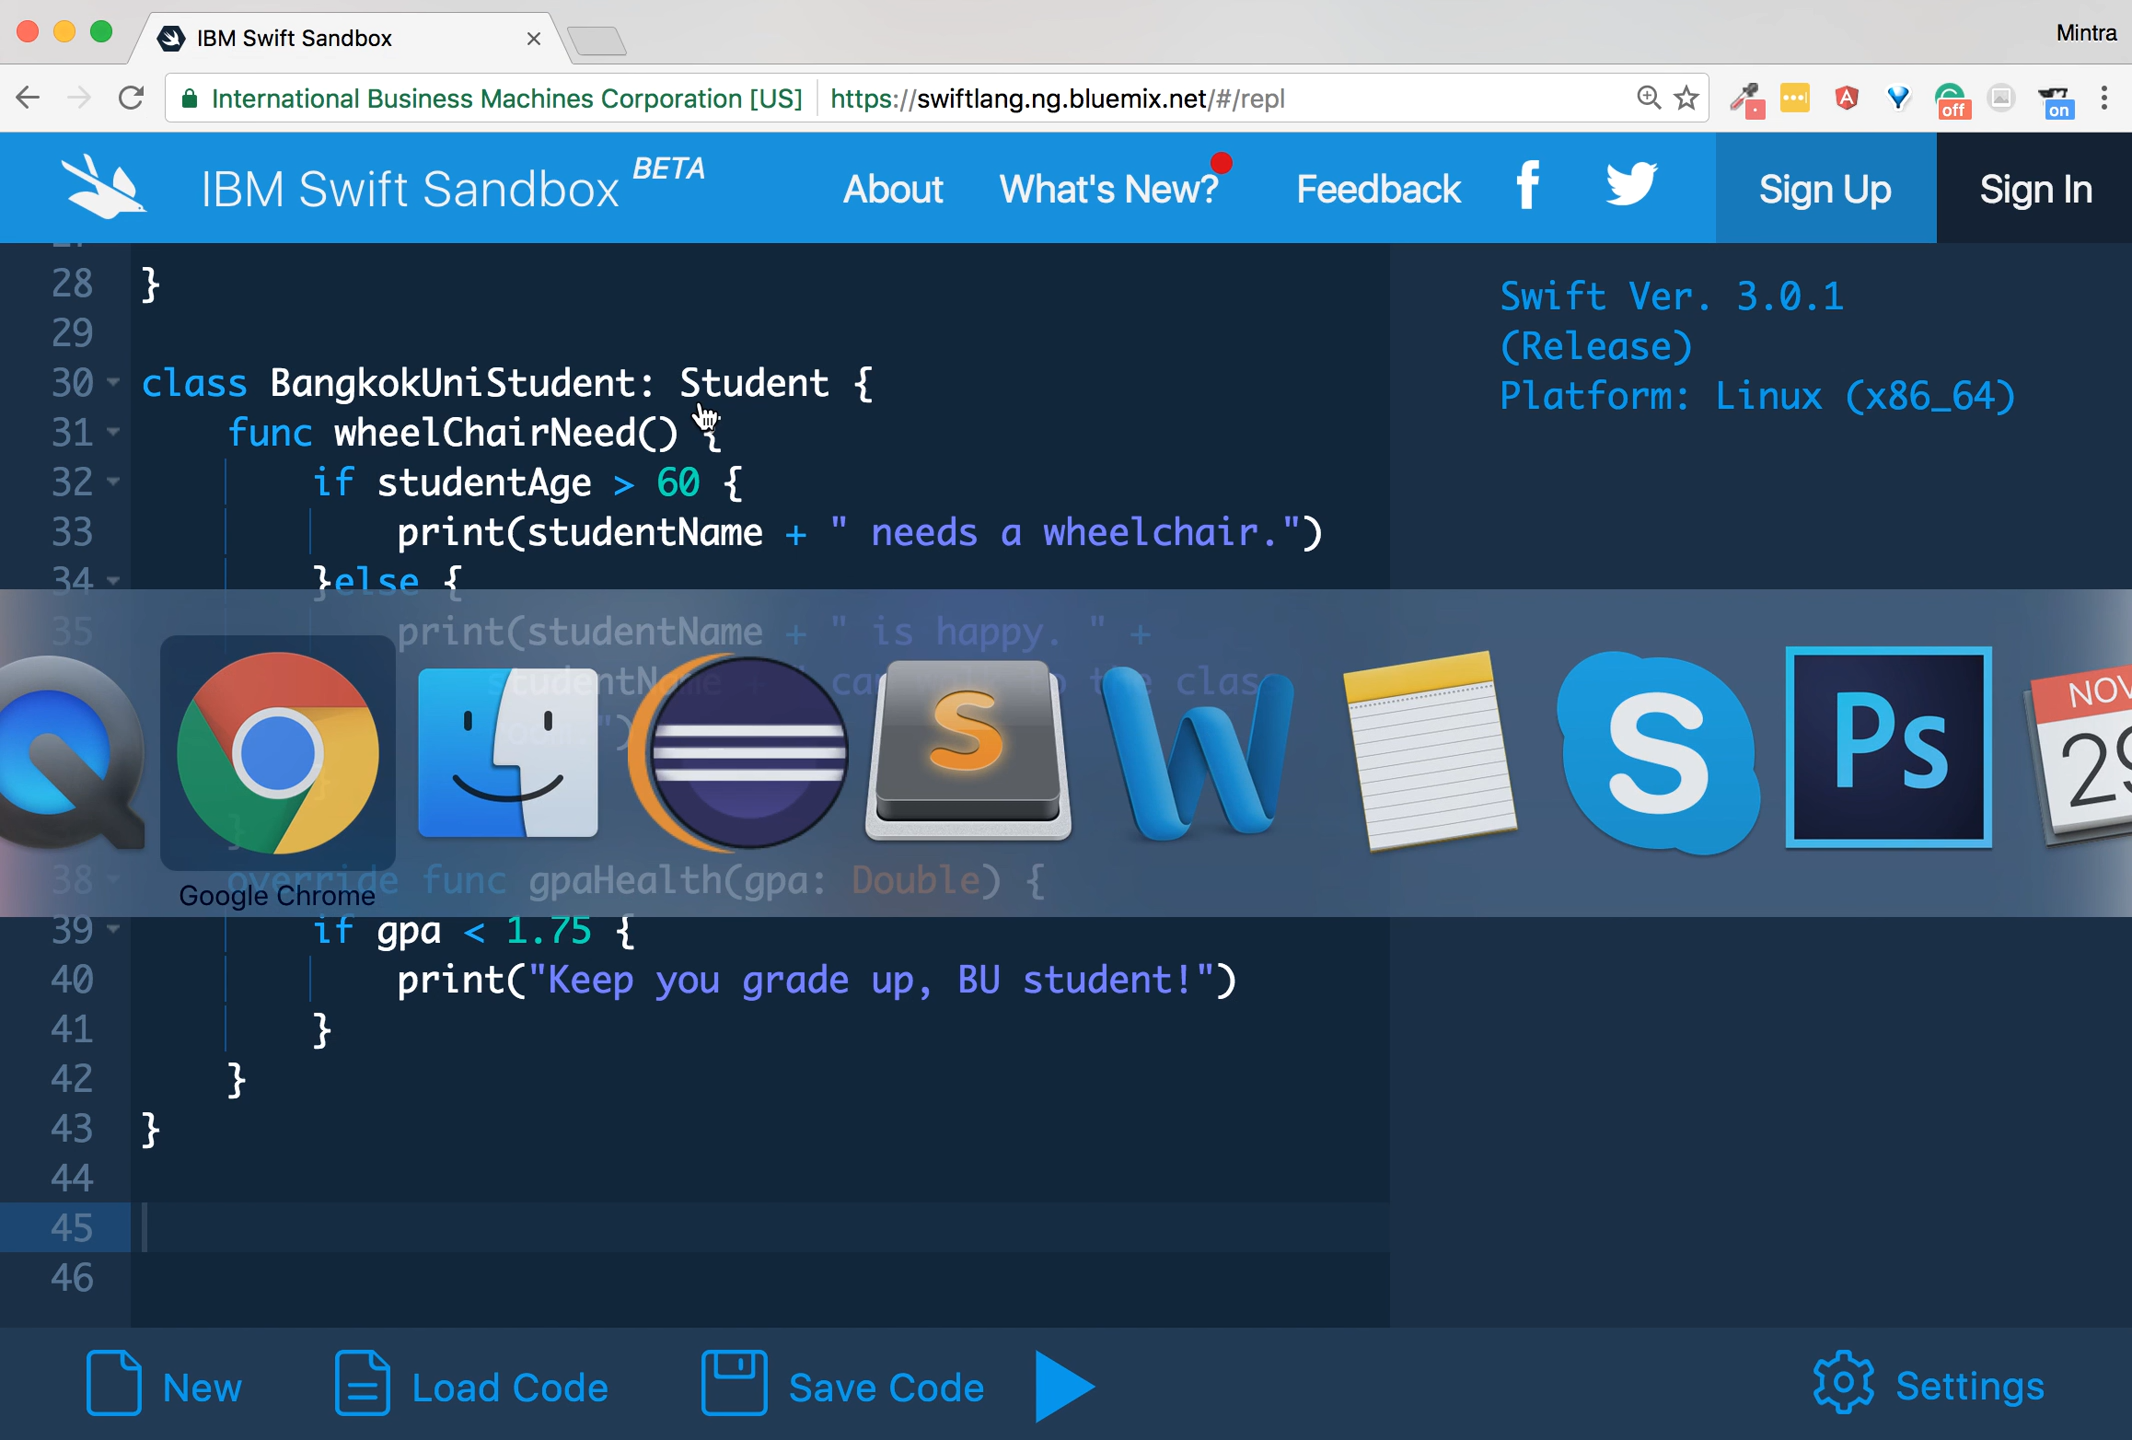 IBM Swift Sandbox
Mintra
International Business Machines Corporation [US]
https://swiftlang.ng.bluemix.net/#/repl
off
on
IBM Swift Sandbox BETA
About
What's New?
Feedback
Sign Up
Sign In
28 }
29
30 class BangkokUniStudent: Student {
31 func wheelChairNeed() {
32 if studentAge > 60 {
33 print(studentName + " needs a wheelchair.")
34 }else {
35 print(studentName + " is happy. " +
}
38 override func gpaHealth(gpa: Double) {
39 if gpa < 1.75 {
40 print("Keep you grade up, BU student!")
41 }
42 }
43 }
44
45
46
Swift Ver. 3.0.1
(Release)
Platform: Linux (x86_64)
S
W
S
Ps
NOV
Google Chrome
New
Load Code
Save Code
Settings